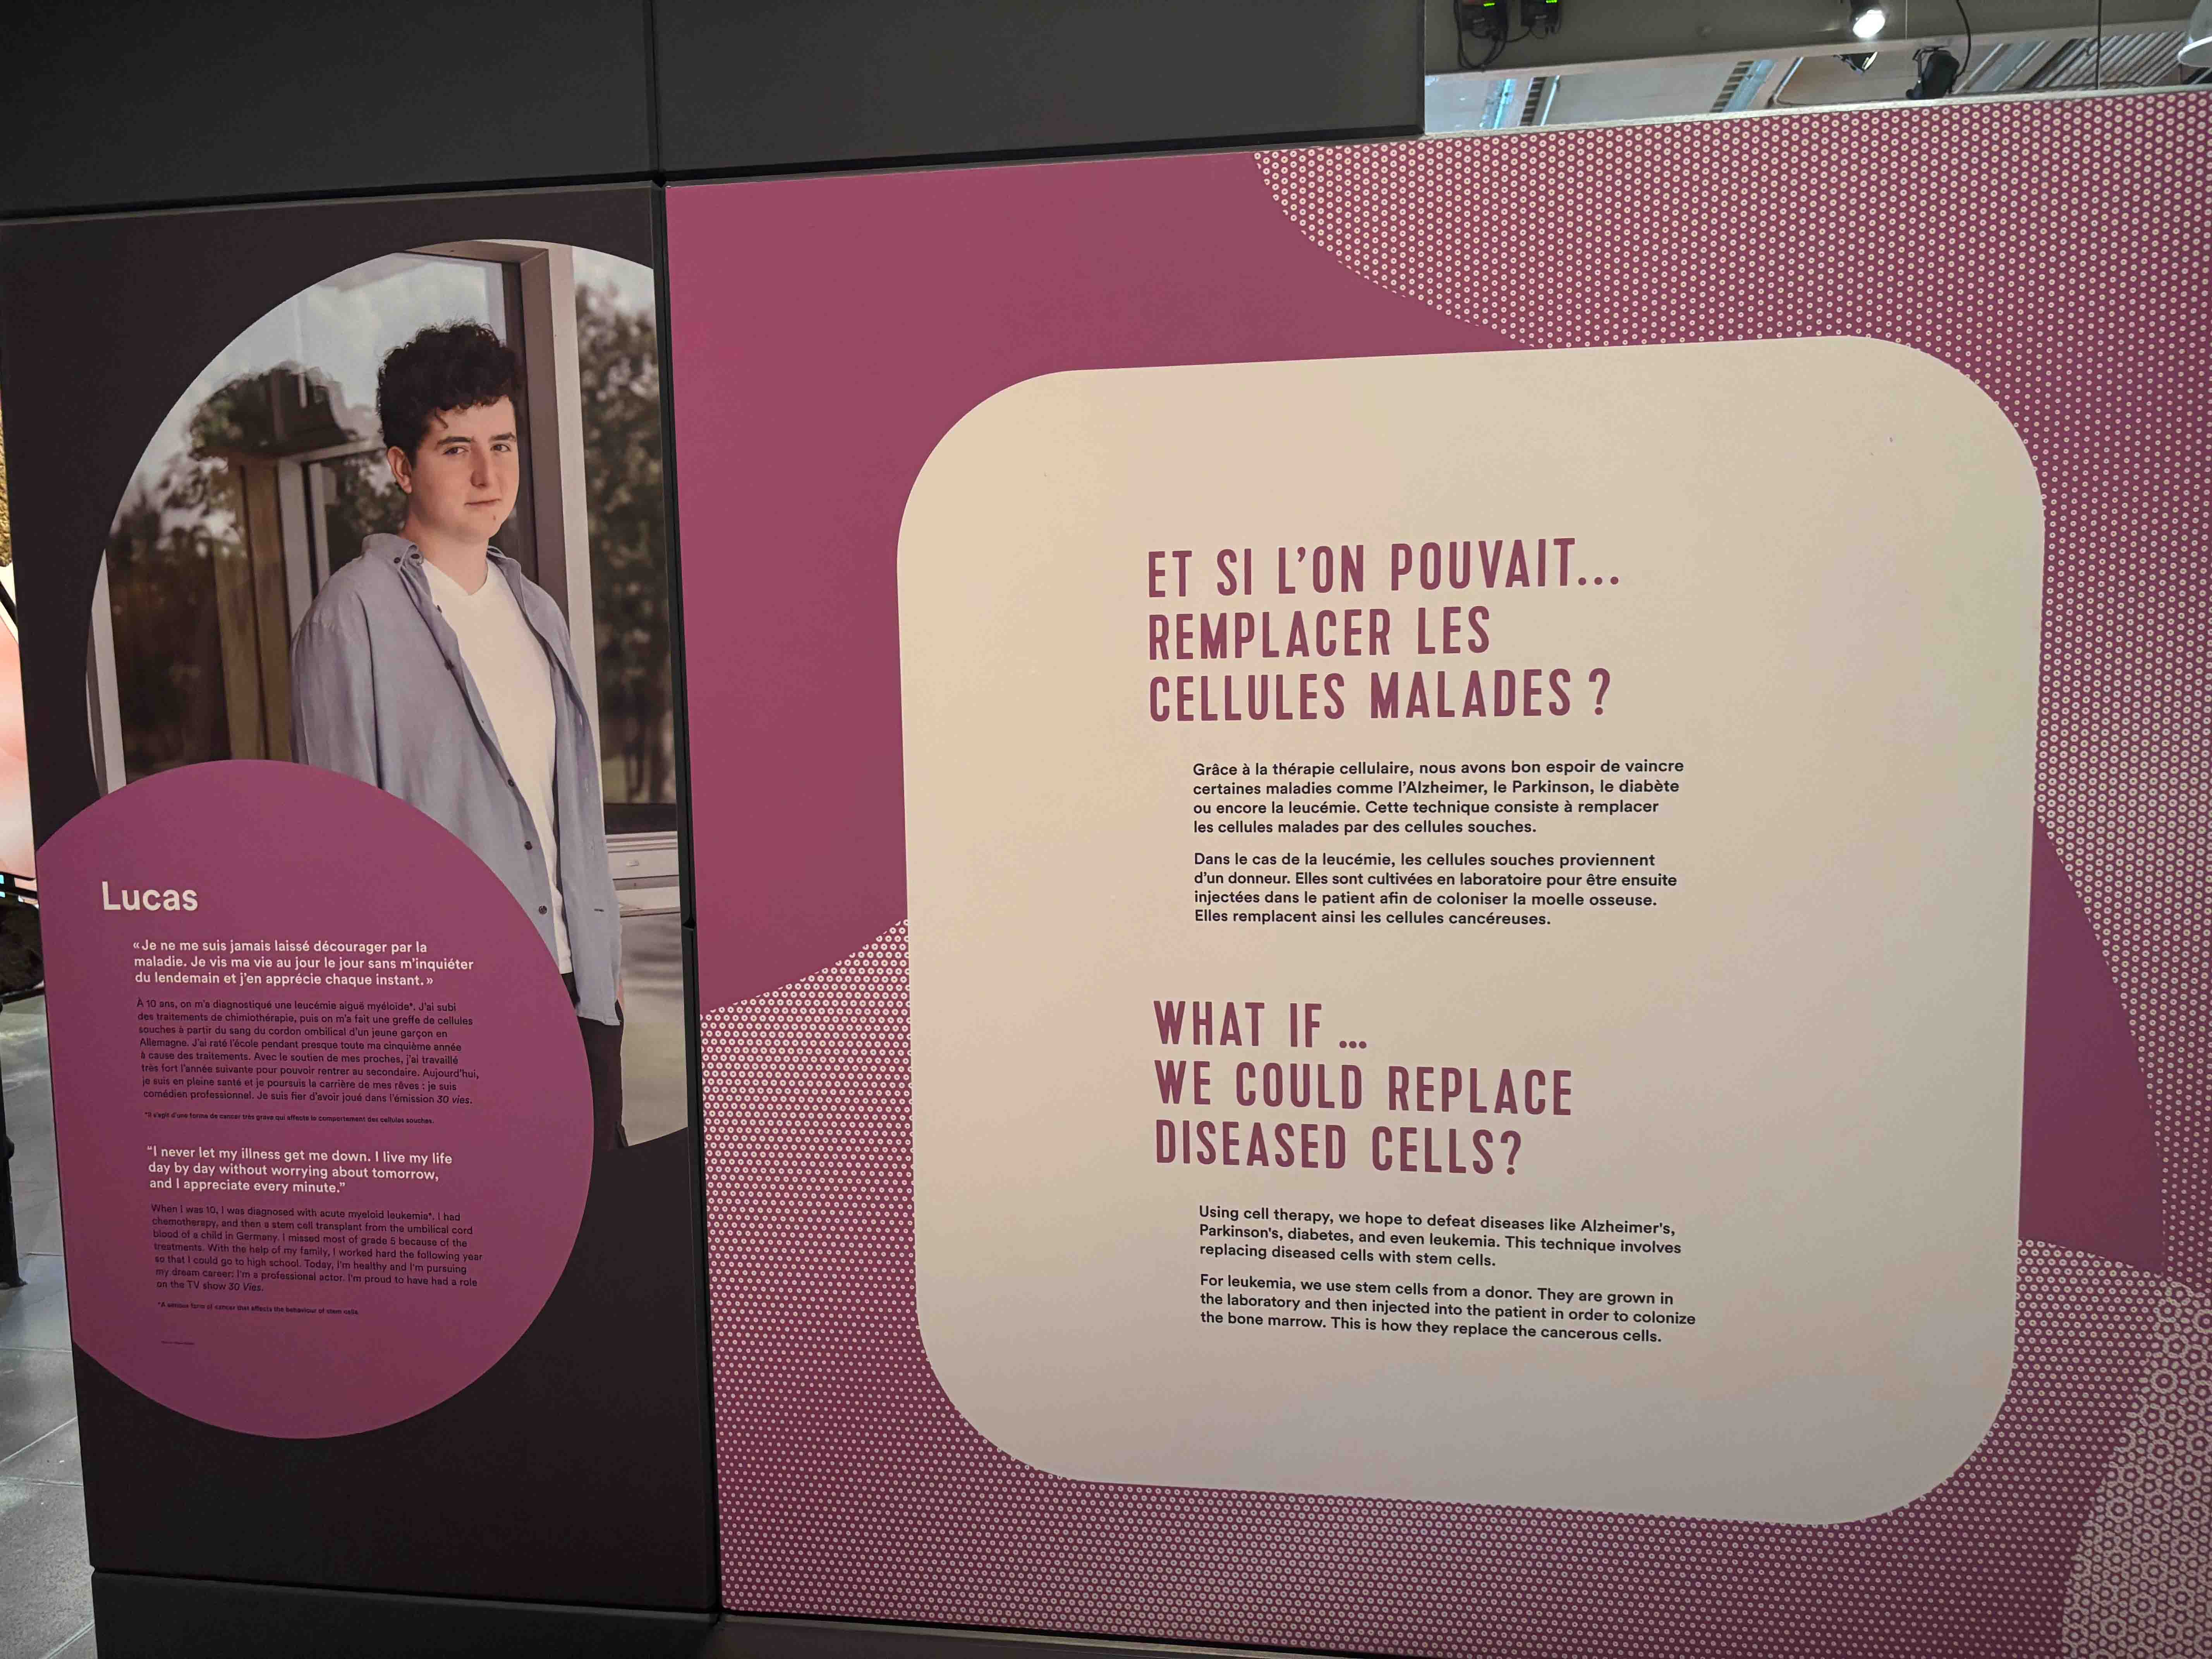 Lucas
«Je ne me suis jamais laissé décourager par la
maladie. Je vis ma vie au jour le jour sans m'inquiéter
du lendemain et j'en apprécie chaque instant.»
À 10 ans, on m'a diagnostiqué une leucémie aiguë myéloïde*. J'ai subi
des traitements de chimiothérapie, puis on m'a fait une greffe de cellules
souches à partir du sang du cordon ombilical d'un jeune garçon en
Allemagne. J'ai raté l'école pendant presque toute ma cinquième année
à cause des traitements. Avec le soutien de mes proches, j'ai travaillé
très fort l'année suivante pour pouvoir rentrer au secondaire. Aujourd'hui,
je suis en pleine santé et je poursuis la carrière de mes rêves : je suis
comédien professionnel. Je suis fier d'avoir joué dans l'émission 30 vies.
*Il s'agit d'une forme de cancer très grave qui affecte le comportement des cellules souches.
"I never let my illness get me down. I live my life
day by day without worrying about tomorrow,
and I appreciate every minute."
When I was 10, I was diagnosed with acute myeloid leukemia*. I had
chemotherapy, and then a stem cell transplant from the umbilical cord
blood of a child in Germany. I missed most of grade 5 because of the
treatments. With the help of my family, I worked hard the following year
so that I could go to high school. Today, I'm healthy and I'm pursuing
my dream career: I'm a professional actor. I'm proud to have had a role
on the TV show 30 Vies.
*A serious form of cancer that affects the behaviour of stem cells.
ET SI L'ON POUVAIT...
REMPLACER LES
CELLULES MALADES ?
Grâce à la thérapie cellulaire, nous avons bon espoir de vaincre
certaines maladies comme l'Alzheimer, le Parkinson, le diabète
ou encore la leucémie. Cette technique consiste à remplacer
les cellules malades par des cellules souches.
Dans le cas de la leucémie, les cellules souches proviennent
d'un donneur. Elles sont cultivées en laboratoire pour être ensuite
injectées dans le patient afin de coloniser la moelle osseuse.
Elles remplacent ainsi les cellules cancéreuses.
WHAT IF ...
WE COULD REPLACE
DISEASED CELLS?
Using cell therapy, we hope to defeat diseases like Alzheimer's,
Parkinson's, diabetes, and even leukemia. This technique involves
replacing diseased cells with stem cells.
For leukemia, we use stem cells from a donor. They are grown in
the laboratory and then injected into the patient in order to colonize
the bone marrow. This is how they replace the cancerous cells.